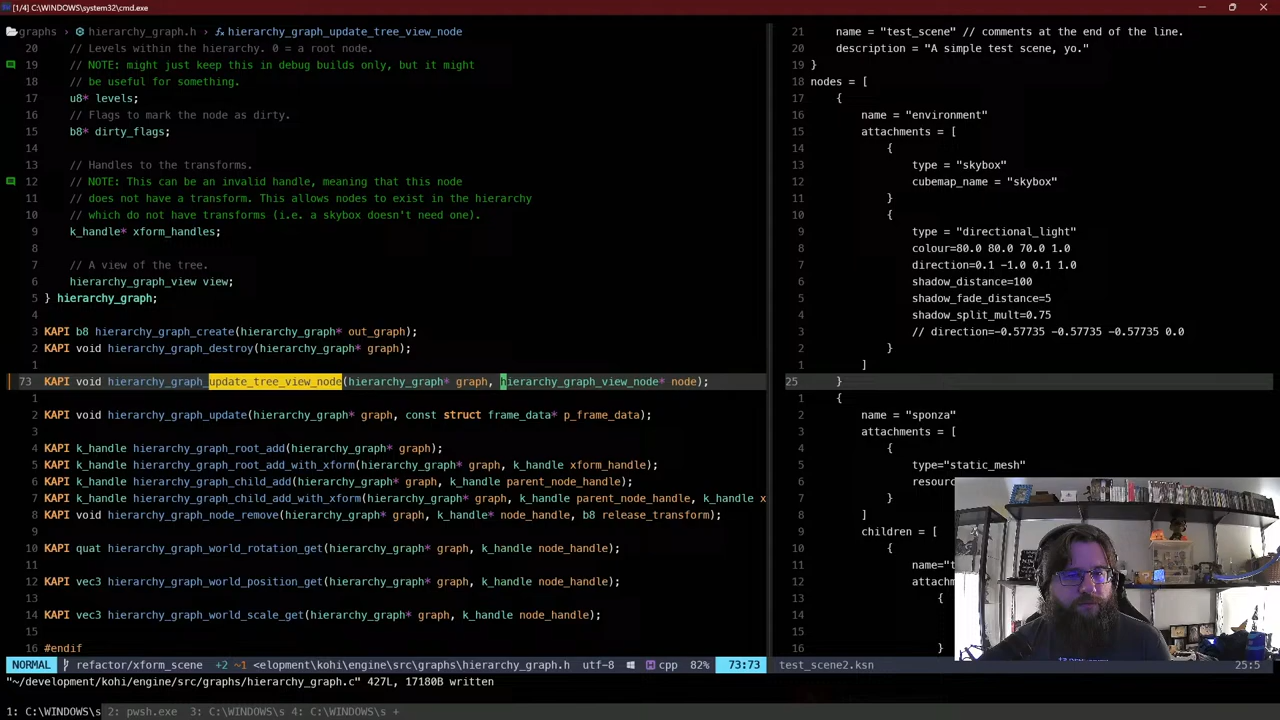 [1/4] C:\WINDOWS\system32\cmd.exe
graphs › hierarchy_graph.h › hierarchy_graph_update_tree_view_node
20 // Levels within the hierarchy. 0 = a root node.
19 // NOTE: might just keep this in debug builds only, but it might
18 // be useful for something.
17 u8* levels;
16 // Flags to mark the node as dirty.
15 b8* dirty_flags;
14
13 // Handles to the transforms.
12 // NOTE: This can be an invalid handle, meaning that this node
11 // does not have a transform. This allows nodes to exist in the hierarchy
10 // which do not have transforms (i.e. a skybox doesn't need one).
9 k_handle* xform_handles;
8
7 // A view of the tree.
6 hierarchy_graph_view view;
5 } hierarchy_graph;
4
3 KAPI b8 hierarchy_graph_create(hierarchy_graph* out_graph);
2 KAPI void hierarchy_graph_destroy(hierarchy_graph* graph);
1
73 KAPI void hierarchy_graph_update_tree_view_node(hierarchy_graph* graph, hierarchy_graph_view_node* node);
1
2 KAPI void hierarchy_graph_update(hierarchy_graph* graph, const struct frame_data* p_frame_data);
3
4 KAPI k_handle hierarchy_graph_root_add(hierarchy_graph* graph);
5 KAPI k_handle hierarchy_graph_root_add_with_xform(hierarchy_graph* graph, k_handle xform_handle);
6 KAPI k_handle hierarchy_graph_child_add(hierarchy_graph* graph, k_handle parent_node_handle);
7 KAPI k_handle hierarchy_graph_child_add_with_xform(hierarchy_graph* graph, k_handle parent_node_handle, k_handle x
8 KAPI void hierarchy_graph_node_remove(hierarchy_graph* graph, k_handle* node_handle, b8 release_transform);
9
10 KAPI quat hierarchy_graph_world_rotation_get(hierarchy_graph* graph, k_handle node_handle);
11
12 KAPI vec3 hierarchy_graph_world_position_get(hierarchy_graph* graph, k_handle node_handle);
13
14 KAPI vec3 hierarchy_graph_world_scale_get(hierarchy_graph* graph, k_handle node_handle);
15
16 #endif
21 name = "test_scene" // comments at the end of the line.
20 description = "A simple test scene, yo."
19 }
18 nodes = [
17 {
16 name = "environment"
15 attachments = [
14 {
13 type = "skybox"
12 cubemap_name = "skybox"
11 }
10 {
9 type = "directional_light"
8 colour=80.0 80.0 70.0 1.0
7 direction=0.1 -1.0 0.1 1.0
6 shadow_distance=100
5 shadow_fade_distance=5
4 shadow_split_mult=0.75
3 // direction=-0.57735 -0.57735 -0.57735 0.0
2 }
1 ]
25 }
1 {
2 name = "sponza"
3 attachments = [
4 {
5 type="static_mesh"
6 resour
7 }
8 ]
9 children = [
10 {
11 name="t
12 attachm
13 {
14
15
16 }
NORMAL refactor/xform_scene +2 ~1 <elopment\kohi\engine\src\graphs\hierarchy_graph.h utf-8 cpp 82% 73:73
test_scene2.ksn 25:5
"~/development/kohi/engine/src/graphs/hierarchy_graph.c" 427L, 17180B written
1: C:\WINDOWS\s 2: pwsh.exe 3: C:\WINDOWS\s 4: C:\WINDOWS\s +